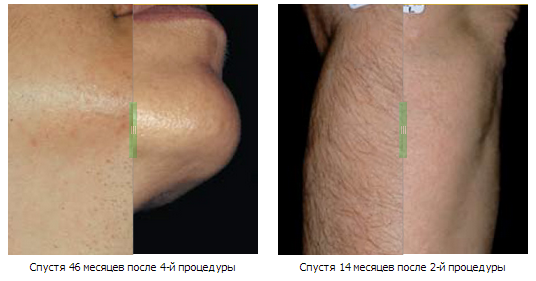 Спустя 46 месяцев после 4-й процедуры
Спустя 14 месяцев после 2-й процедуры